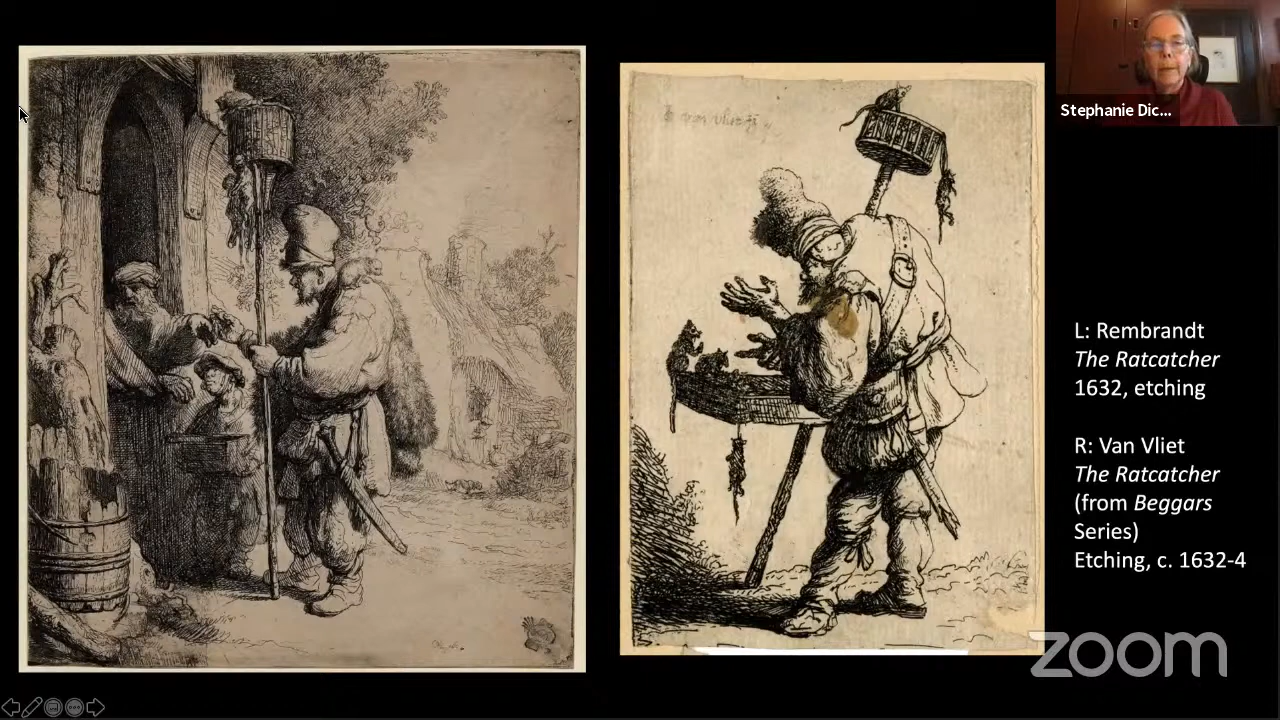 Stephanie Dic...
L: Rembrandt
The Ratcatcher
1632, etching
R: Van Vliet
The Ratcatcher
(from Beggars
Series)
Etching, c. 1632-4
zoom